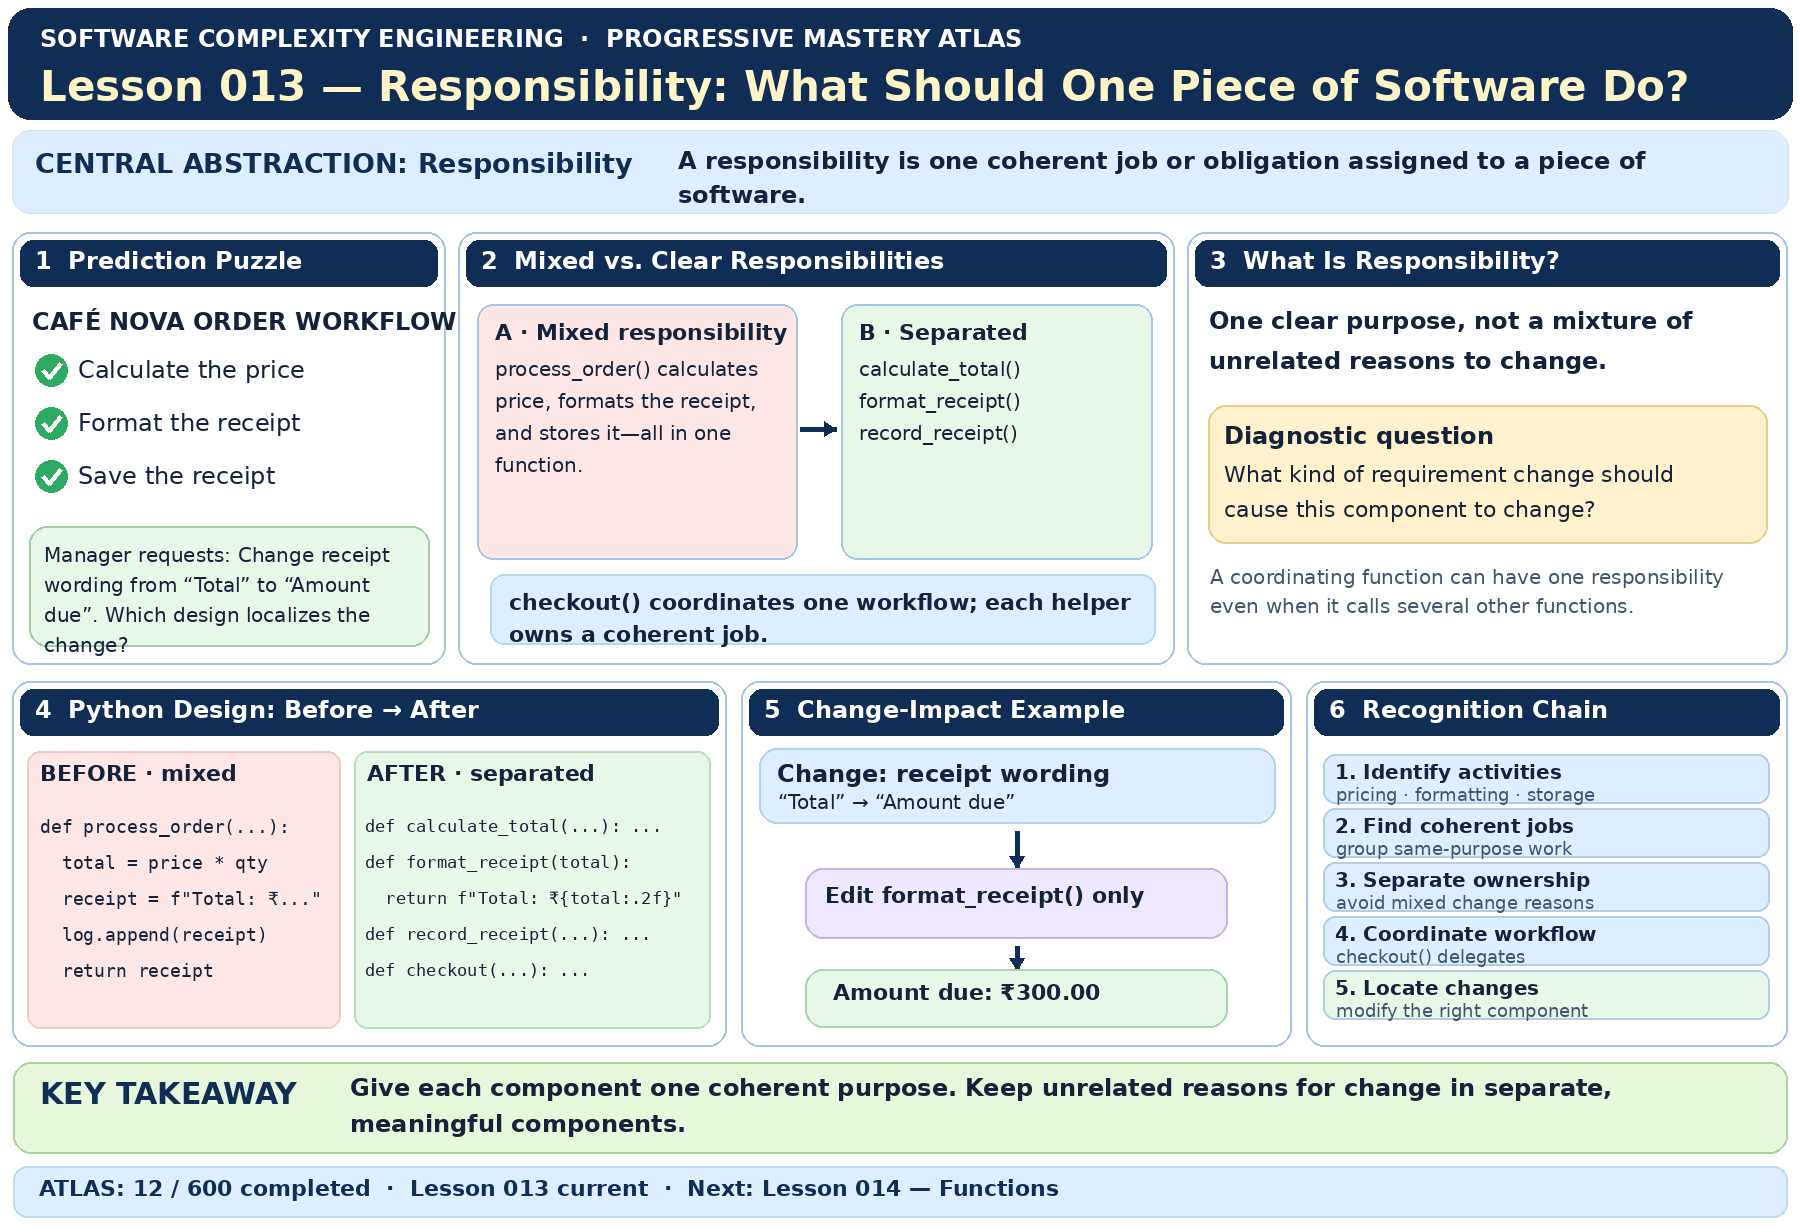 SOFTWARE COMPLEXITY ENGINEERING · PROGRESSIVE MASTERY ATLAS
Lesson 013 — Responsibility: What Should One Piece of Software Do?
CENTRAL ABSTRACTION: Responsibility
A responsibility is one coherent job or obligation assigned to a piece of
software.
1 Prediction Puzzle
CAFÉ NOVA ORDER WORKFLOW
Calculate the price
Format the receipt
Save the receipt
Manager requests: Change receipt
wording from “Total” to “Amount
due”. Which design localizes the
change?
2 Mixed vs. Clear Responsibilities
A · Mixed responsibility
process_order() calculates
price, formats the receipt,
and stores it—all in one
function.
B · Separated
calculate_total()
format_receipt()
record_receipt()
checkout() coordinates one workflow; each helper
owns a coherent job.
3 What Is Responsibility?
One clear purpose, not a mixture of
unrelated reasons to change.
Diagnostic question
What kind of requirement change should
cause this component to change?
A coordinating function can have one responsibility
even when it calls several other functions.
4 Python Design: Before → After
BEFORE · mixed
def process_order(...):
  total = price * qty
  receipt = f"Total: ₹..."
  log.append(receipt)
  return receipt
AFTER · separated
def calculate_total(...): ...
def format_receipt(total):
  return f"Total: ₹{total:.2f}"
def record_receipt(...): ...
def checkout(...): ...
5 Change-Impact Example
Change: receipt wording
“Total” → “Amount due”
Edit format_receipt() only
Amount due: ₹300.00
6 Recognition Chain
1. Identify activities
pricing · formatting · storage
2. Find coherent jobs
group same-purpose work
3. Separate ownership
avoid mixed change reasons
4. Coordinate workflow
checkout() delegates
5. Locate changes
modify the right component
KEY TAKEAWAY
Give each component one coherent purpose. Keep unrelated reasons for change in separate,
meaningful components.
ATLAS: 12 / 600 completed · Lesson 013 current · Next: Lesson 014 — Functions